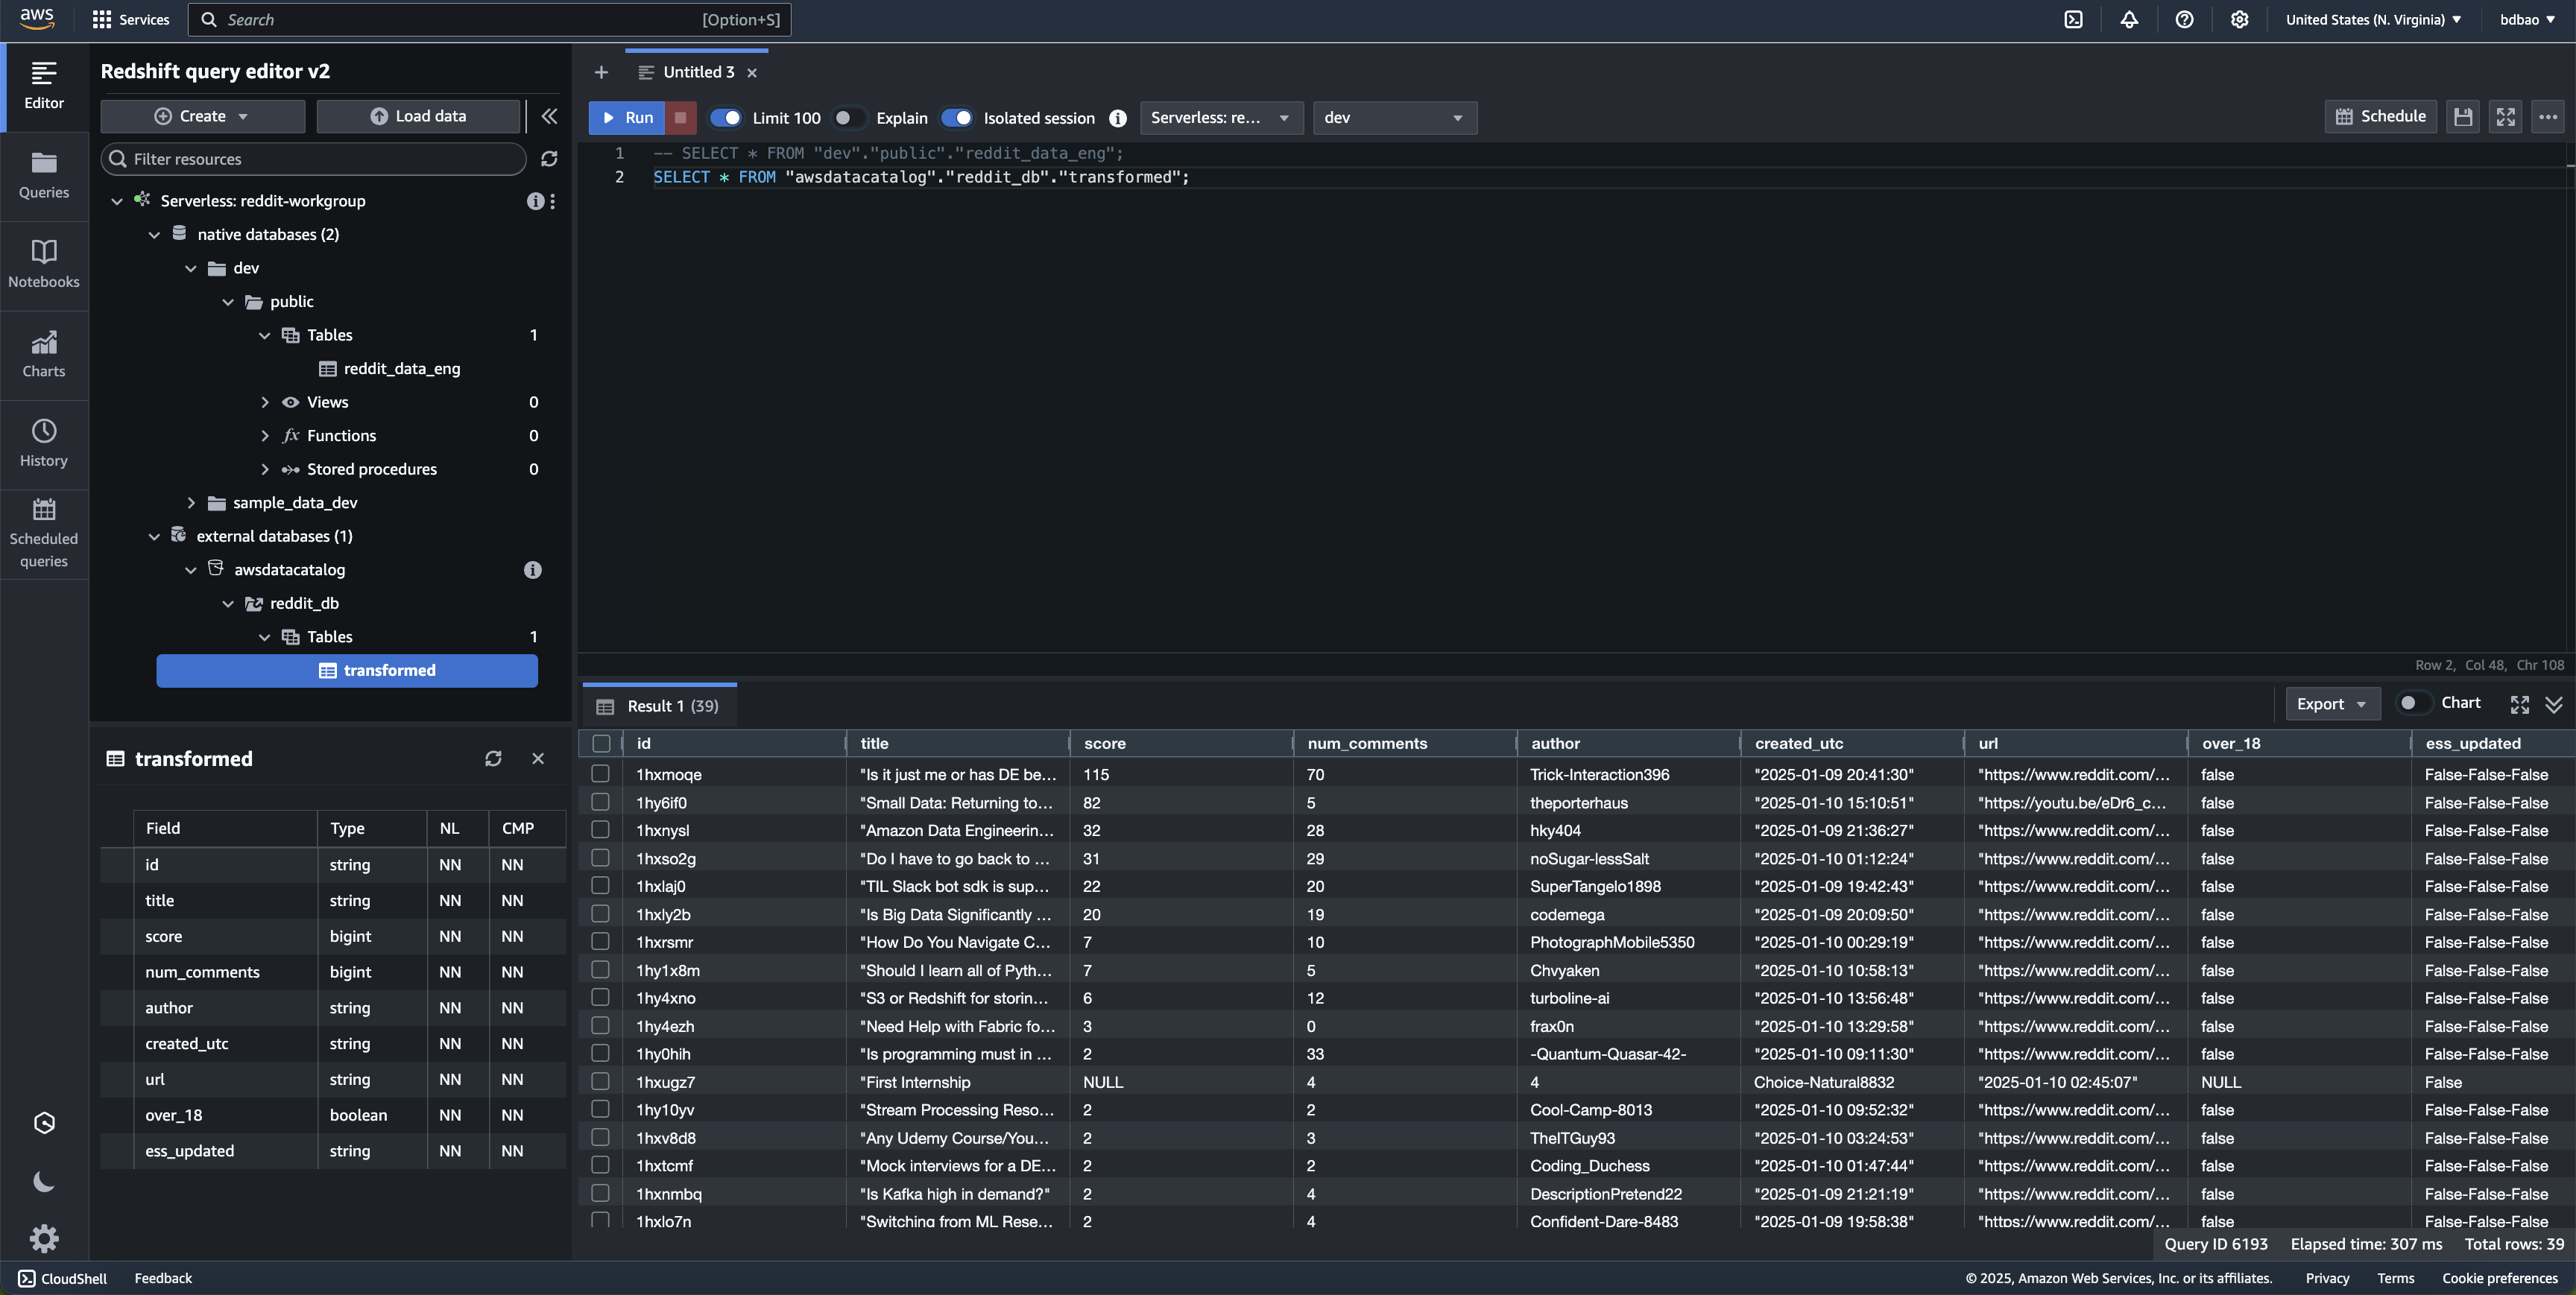 aws Services Search [Option+S] United States (N. Virginia) bdbao
Editor
Queries
Notebooks
Charts
History
Scheduled
queries
Redshift query editor v2
Create Load data
Filter resources
Serverless: reddit-workgroup
native databases (2)
dev
public
Tables 1
reddit_data_eng
Views 0
fx Functions 0
Stored procedures 0
sample_data_dev
external databases (1)
awsdatacatalog
reddit_db
Tables 1
transformed
transformed
Field Type NL CMP
id string NN NN
title string NN NN
score bigint NN NN
num_comments bigint NN NN
author string NN NN
created_utc string NN NN
url string NN NN
over_18 boolean NN NN
ess_updated string NN NN
Untitled 3
Run Limit 100 Explain Isolated session Serverless: re... dev Schedule
1 -- SELECT * FROM "dev"."public"."reddit_data_eng";
2 SELECT * FROM "awsdatacatalog"."reddit_db"."transformed";
Row 2, Col 48, Chr 108
Result 1 (39) Export Chart
id title score num_comments author created_utc url over_18 ess_updated
1hxmoqe "Is it just me or has DE be... 115 70 Trick-Interaction396 "2025-01-09 20:41:30" "https://www.reddit.com/... false False-False-False
1hy6if0 "Small Data: Returning to... 82 5 theporterhaus "2025-01-10 15:10:51" "https://youtu.be/eDr6_c... false False-False-False
1hxnysl "Amazon Data Engineerin... 32 28 hky404 "2025-01-09 21:36:27" "https://www.reddit.com/... false False-False-False
1hxso2g "Do I have to go back to ... 31 29 noSugar-lessSalt "2025-01-10 01:12:24" "https://www.reddit.com/... false False-False-False
1hxlaj0 "TIL Slack bot sdk is sup... 22 20 SuperTangelo1898 "2025-01-09 19:42:43" "https://www.reddit.com/... false False-False-False
1hxly2b "Is Big Data Significantly ... 20 19 codemega "2025-01-09 20:09:50" "https://www.reddit.com/... false False-False-False
1hxrsmr "How Do You Navigate C... 7 10 PhotographMobile5350 "2025-01-10 00:29:19" "https://www.reddit.com/... false False-False-False
1hy1x8m "Should I learn all of Pyth... 7 5 Chvyaken "2025-01-10 10:58:13" "https://www.reddit.com/... false False-False-False
1hy4xno "S3 or Redshift for storin... 6 12 turboline-ai "2025-01-10 13:56:48" "https://www.reddit.com/... false False-False-False
1hy4ezh "Need Help with Fabric fo... 3 0 frax0n "2025-01-10 13:29:58" "https://www.reddit.com/... false False-False-False
1hy0hih "Is programming must in ... 2 33 -Quantum-Quasar-42- "2025-01-10 09:11:30" "https://www.reddit.com/... false False-False-False
1hxugz7 "First Internship NULL 4 4 Choice-Natural8832 "2025-01-10 02:45:07" NULL False
1hy10yv "Stream Processing Reso... 2 2 Cool-Camp-8013 "2025-01-10 09:52:32" "https://www.reddit.com/... false False-False-False
1hxv8d8 "Any Udemy Course/You... 2 3 TheITGuy93 "2025-01-10 03:24:53" "https://www.reddit.com/... false False-False-False
1hxtcmf "Mock interviews for a DE... 2 2 Coding_Duchess "2025-01-10 01:47:44" "https://www.reddit.com/... false False-False-False
1hxnmbq "Is Kafka high in demand?" 2 4 DescriptionPretend22 "2025-01-09 21:21:19" "https://www.reddit.com/... false False-False-False
1hxlo7n "Switching from ML Rese... 2 4 Confident-Dare-8483 "2025-01-09 19:58:38" "https://www.reddit.com/... false False-False-False
Query ID 6193 Elapsed time: 307 ms Total rows: 39
CloudShell Feedback © 2025, Amazon Web Services, Inc. or its affiliates. Privacy Terms Cookie preferences